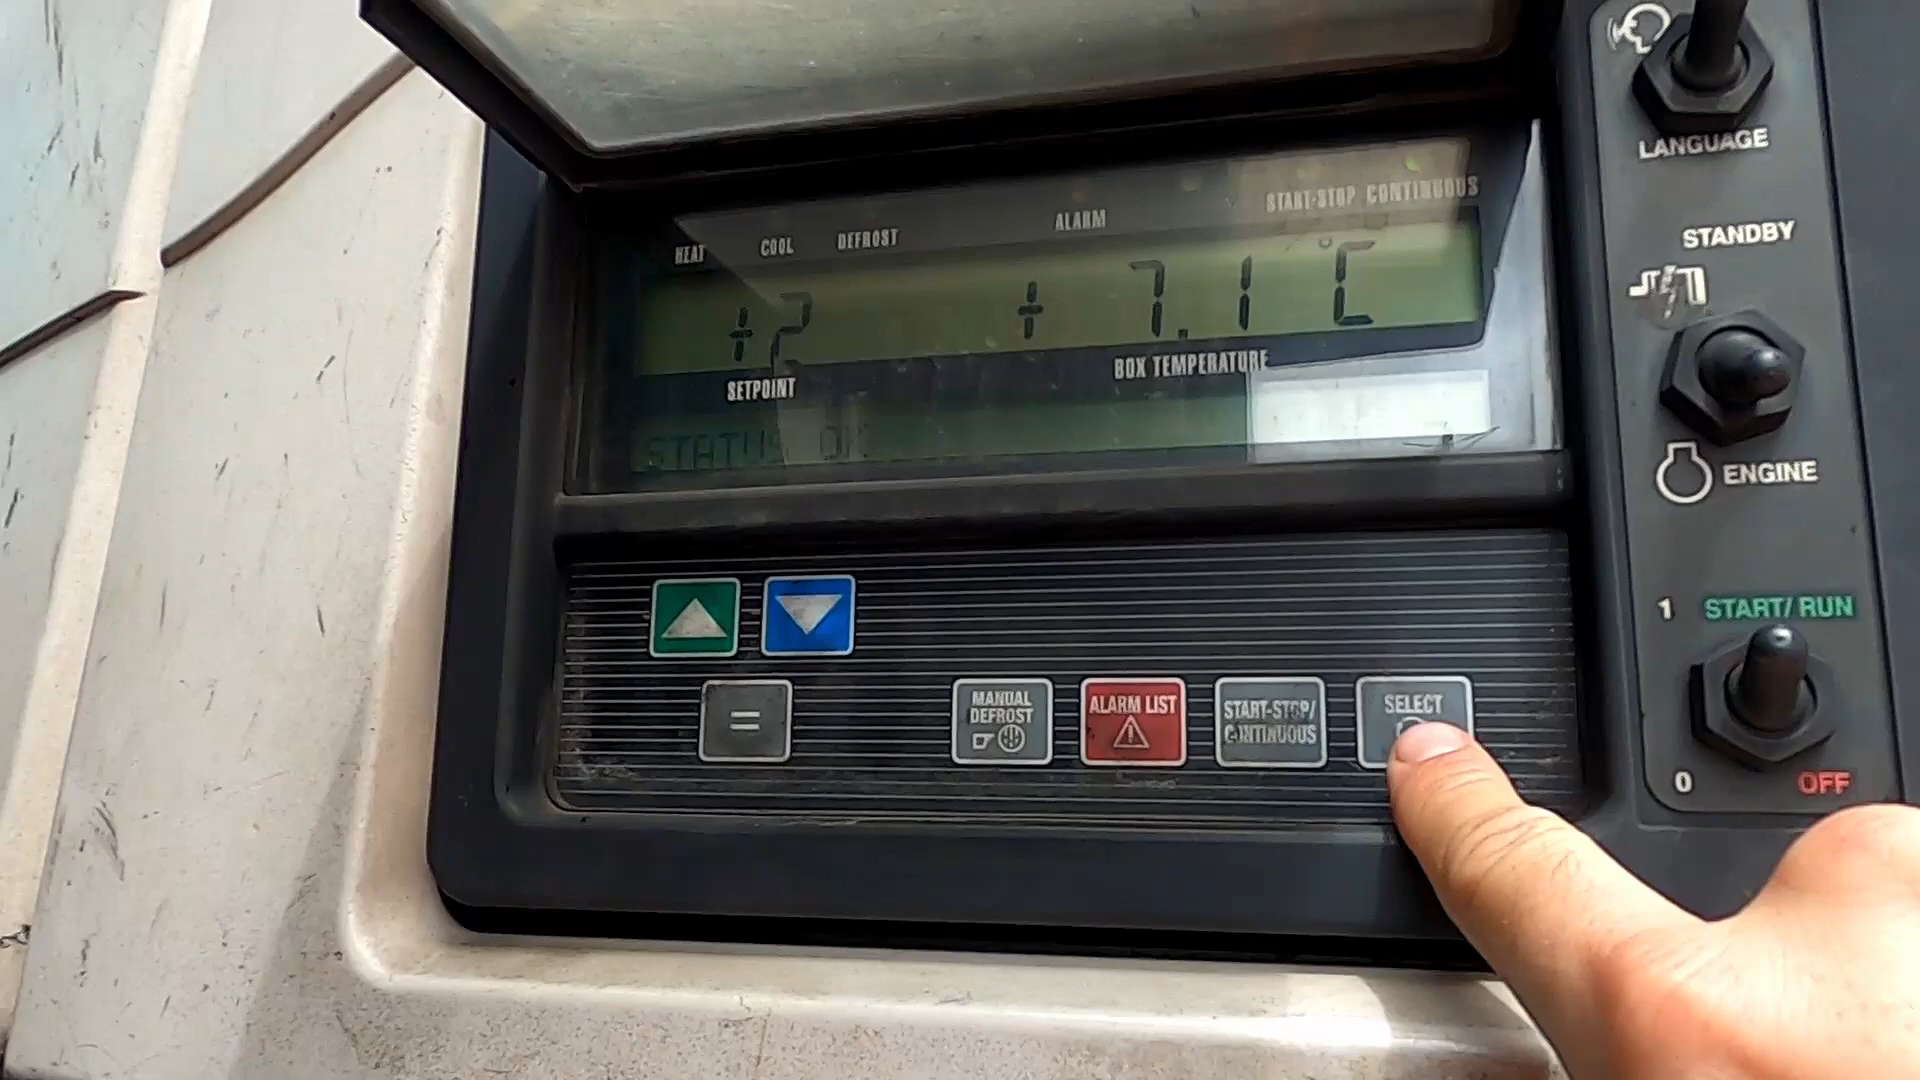 LANGUAGE
HEAT COOL DEFROST ALARM START-STOP CONTINUOUS
+2 + 7.1 °C
SETPOINT BOX TEMPERATURE
STATUS OK
STANDBY
ENGINE
1 START/ RUN
0 OFF
=
MANUAL
DEFROST
ALARM LIST
START-STOP/
CONTINUOUS
SELECT